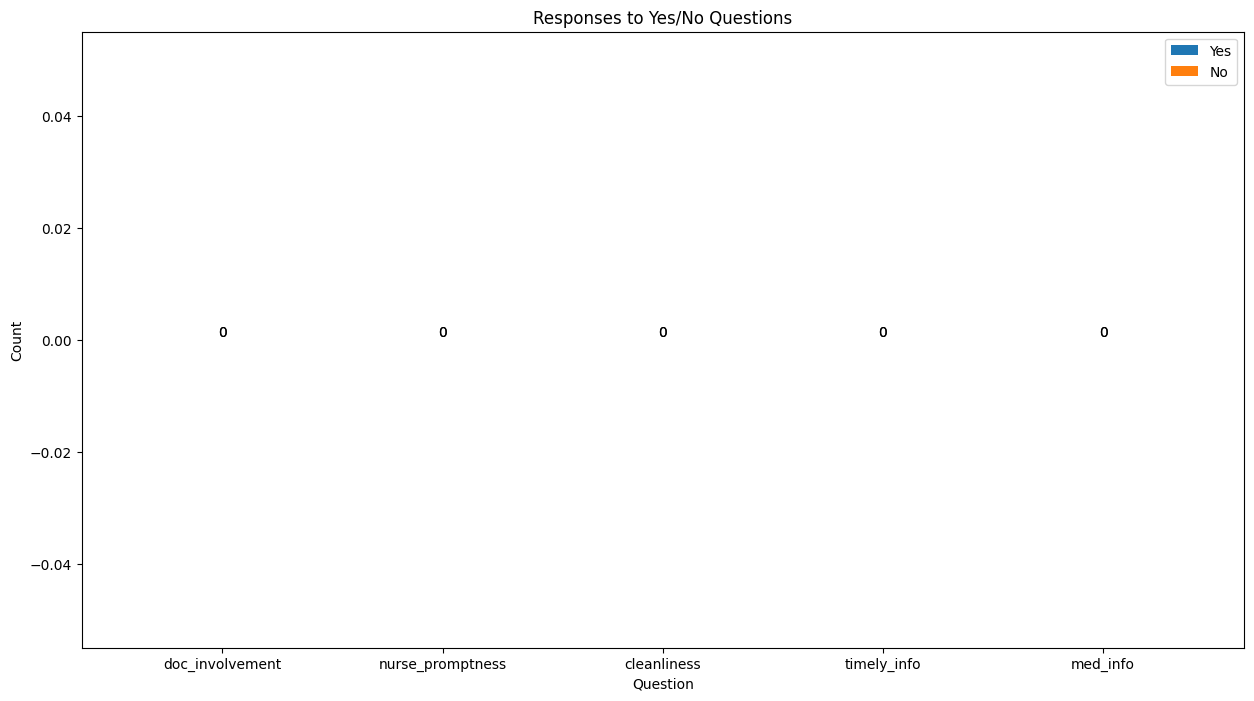 Responses to Yes/No Questions
Yes
No
0.04
0.02
0.00
−0.02
−0.04
Count
0 0 0 0 0
doc_involvement nurse_promptness cleanliness timely_info med_info
Question